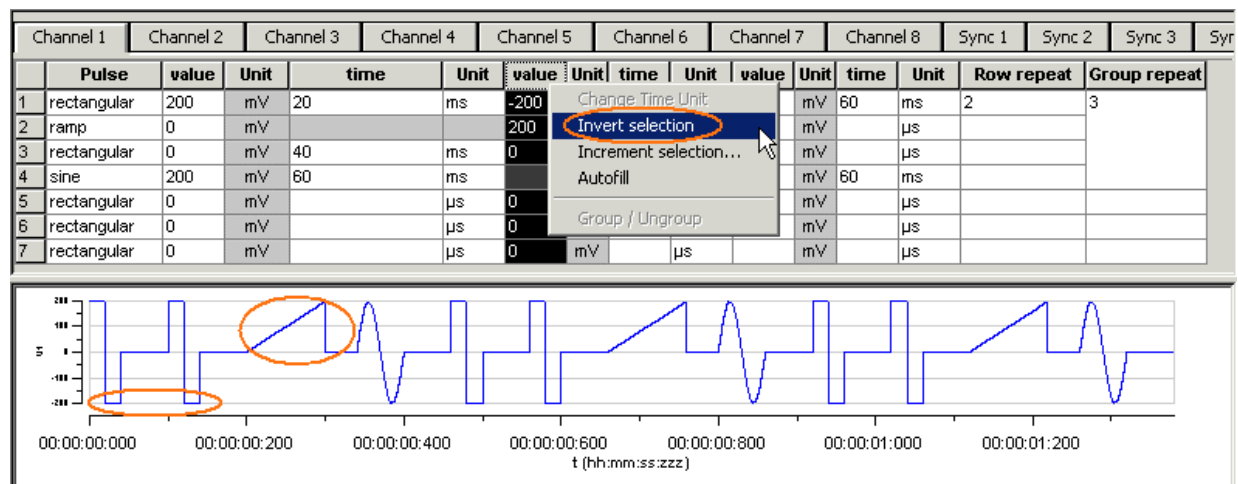 Channel 1 Channel 2 Channel 3 Channel 4 Channel 5 Channel 6 Channel 7 Channel 8 Sync 1 Sync 2 Sync 3 Syr
Pulse value Unit time Unit value Unit time Unit value Unit time Unit Row repeat Group repeat
1 rectangular 200 mV 20 ms -200 Change Time Unit mV 60 ms 2 3
2 ramp 0 mV 200 Invert selection mV µs
3 rectangular 0 mV 40 ms 0 Increment selection... mV µs
4 sine 200 mV 60 ms Autofill mV 60 ms
5 rectangular 0 mV µs 0 mV µs
6 rectangular 0 mV µs 0 Group / Ungroup mV µs
7 rectangular 0 mV µs 0 mV µs mV µs
200
100
-100
-200
00:00:00:000 00:00:00:200 00:00:00:400 00:00:00:600 00:00:00:800 00:00:01:000 00:00:01:200
t (hh:mm:ss:zzz)